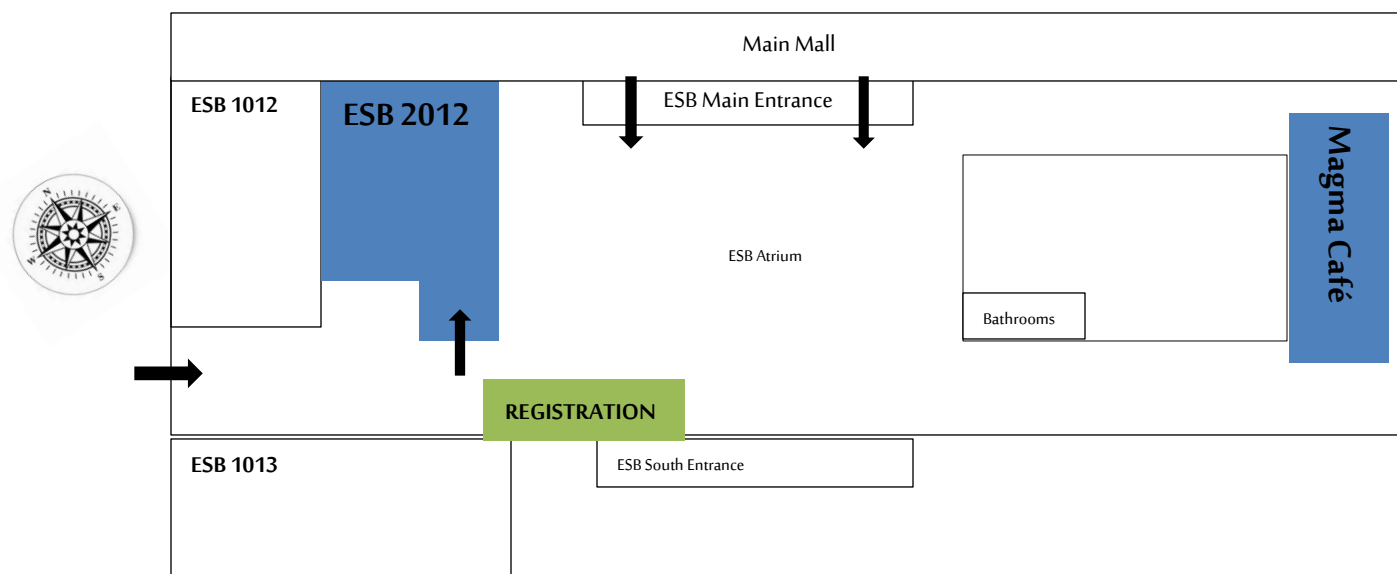 Main Mall
ESB 1012
ESB 2012
ESB Main Entrance
Magma Café
N
E
W
S
ESB Atrium
Bathrooms
REGISTRATION
ESB 1013
ESB South Entrance